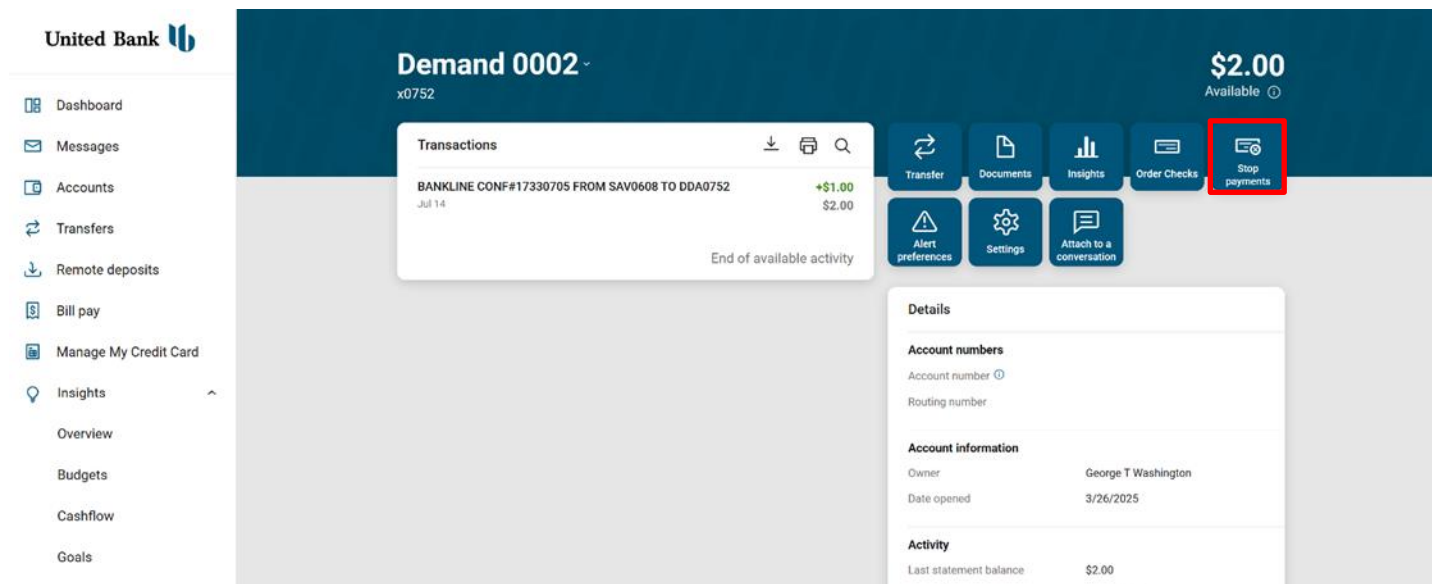 United Bank
Dashboard
Messages
Accounts
Transfers
Remote deposits
Bill pay
Manage My Credit Card
Insights
Overview
Budgets
Cashflow
Goals
Demand 0002
x0752
$2.00
Available
Transactions
BANKLINE CONF#17330705 FROM SAV0608 TO DDA0752 +$1.00
Jul 14 $2.00
End of available activity
Transfer
Documents
Insights
Order Checks
Stop
payments
Alert
preferences
Settings
Attach to a
conversation
Details
Account numbers
Account number
Routing number
Account information
Owner George T Washington
Date opened 3/26/2025
Activity
Last statement balance $2.00